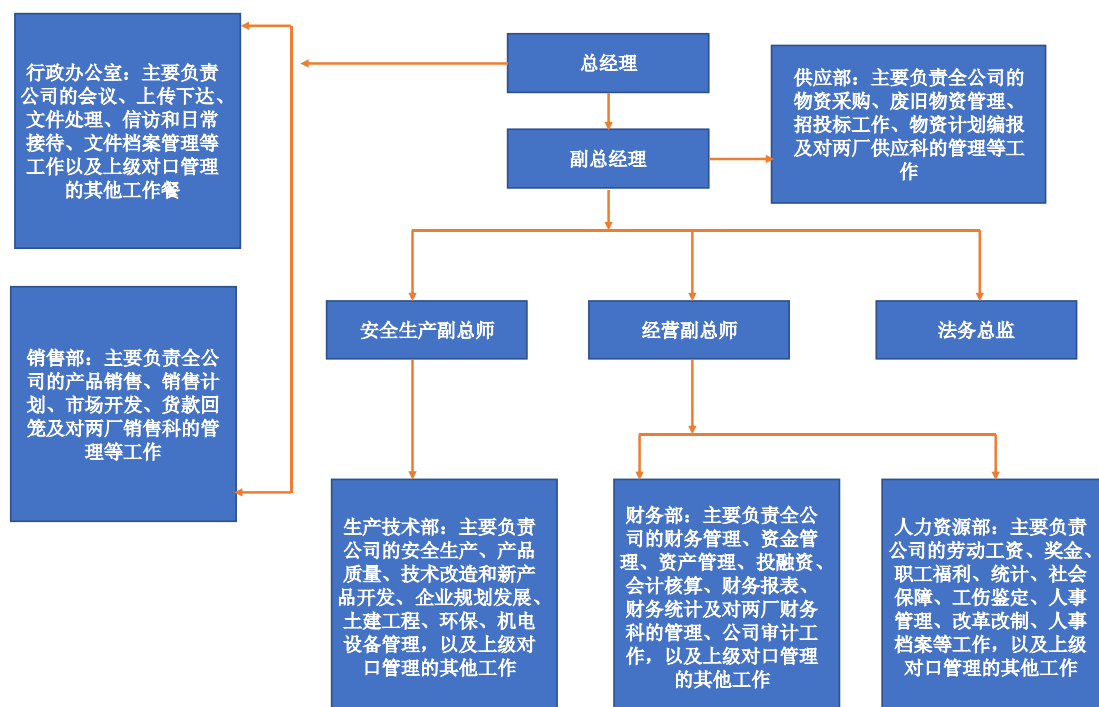 总经理
行政办公室：主要负责
公司的会议、上传下达、
文件处理、信访和日常
接待、文件档案管理等
工作以及上级对口管理
的其他工作餐
供应部：主要负责全公司的
物资采购、废旧物资管理、
招投标工作、物资计划编报
及对两厂供应科的管理等工
作
副总经理
销售部：主要负责全公
司的产品销售、销售计
划、市场开发、货款回
笼及对两厂销售科的管
理等工作
安全生产副总师
经营副总师
法务总监
生产技术部：主要负责
公司的安全生产、产品
质量、技术改造和新产
品开发、企业规划发展、
土建工程、环保、机电
设备管理，以及上级对
口管理的其他工作
财务部：主要负责全公
司的财务管理、资金管
理、资产管理、投融资、
会计核算、财务报表、
财务统计及对两厂财务
科的管理、公司审计工
作，以及上级对口管理
的其他工作
人力资源部：主要负责
公司的劳动工资、奖金、
职工福利、统计、社会
保障、工伤鉴定、人事
管理、改革改制、人事
档案等工作，以及上级
对口管理的其他工作